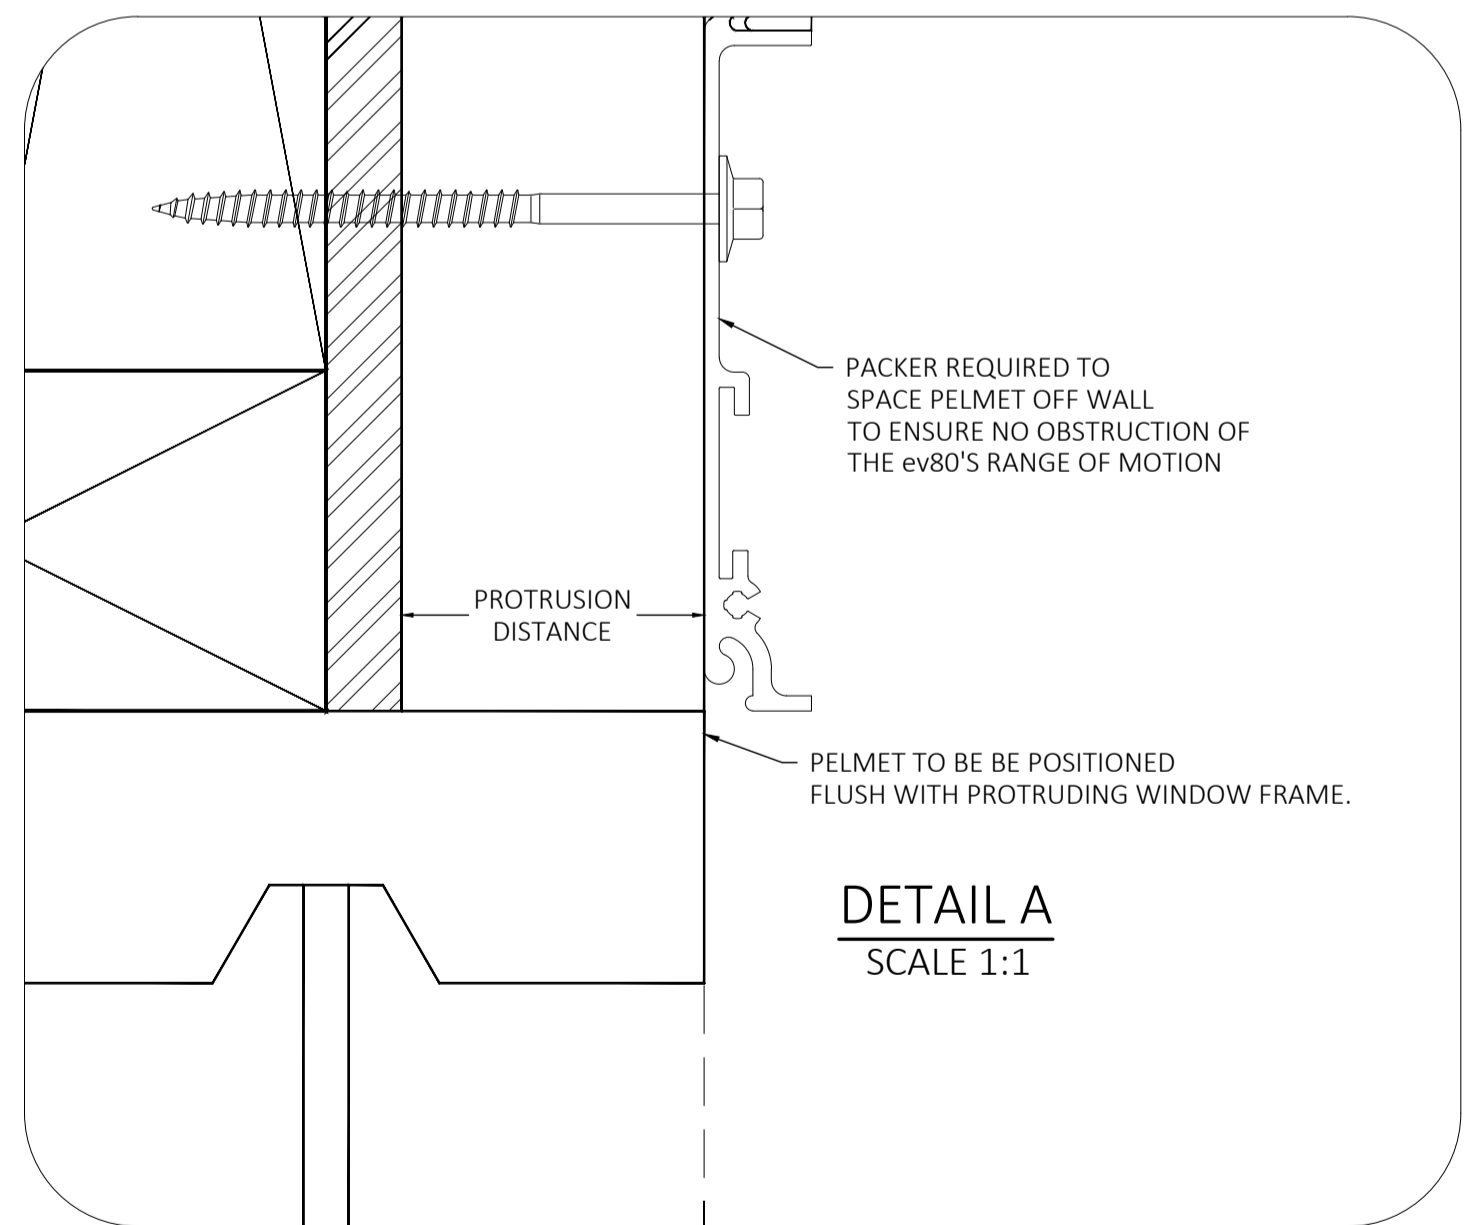 PACKER REQUIRED TO
SPACE PELMET OFF WALL
TO ENSURE NO OBSTRUCTION OF
THE ev80'S RANGE OF MOTION
PROTRUSION
DISTANCE
PELMET TO BE BE POSITIONED
FLUSH WITH PROTRUDING WINDOW FRAME.
DETAIL A
SCALE 1:1